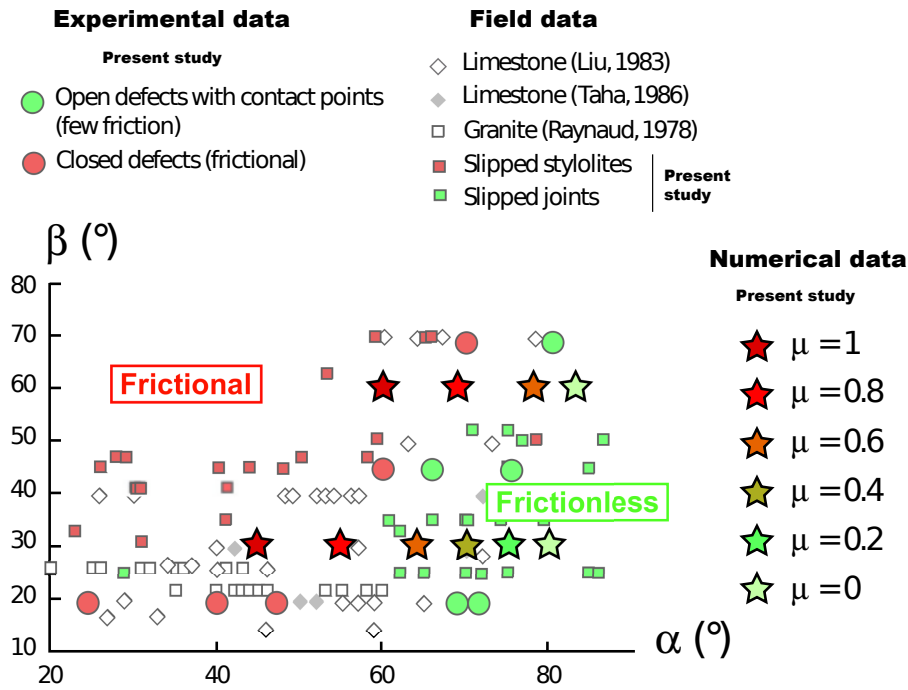 Experimental data
Present study
Open defects with contact points
(few friction)
Closed defects (frictional)
Field data
Limestone (Liu, 1983)
Limestone (Taha, 1986)
Granite (Raynaud, 1978)
Slipped stylolites
Slipped joints
Present
study
β (°)
80
70
60
50
40
30
20
10
20
40
60
80
α (°)
Frictional
Frictionless
Numerical data
Present study
μ = 1
μ = 0.8
μ = 0.6
μ = 0.4
μ = 0.2
μ = 0